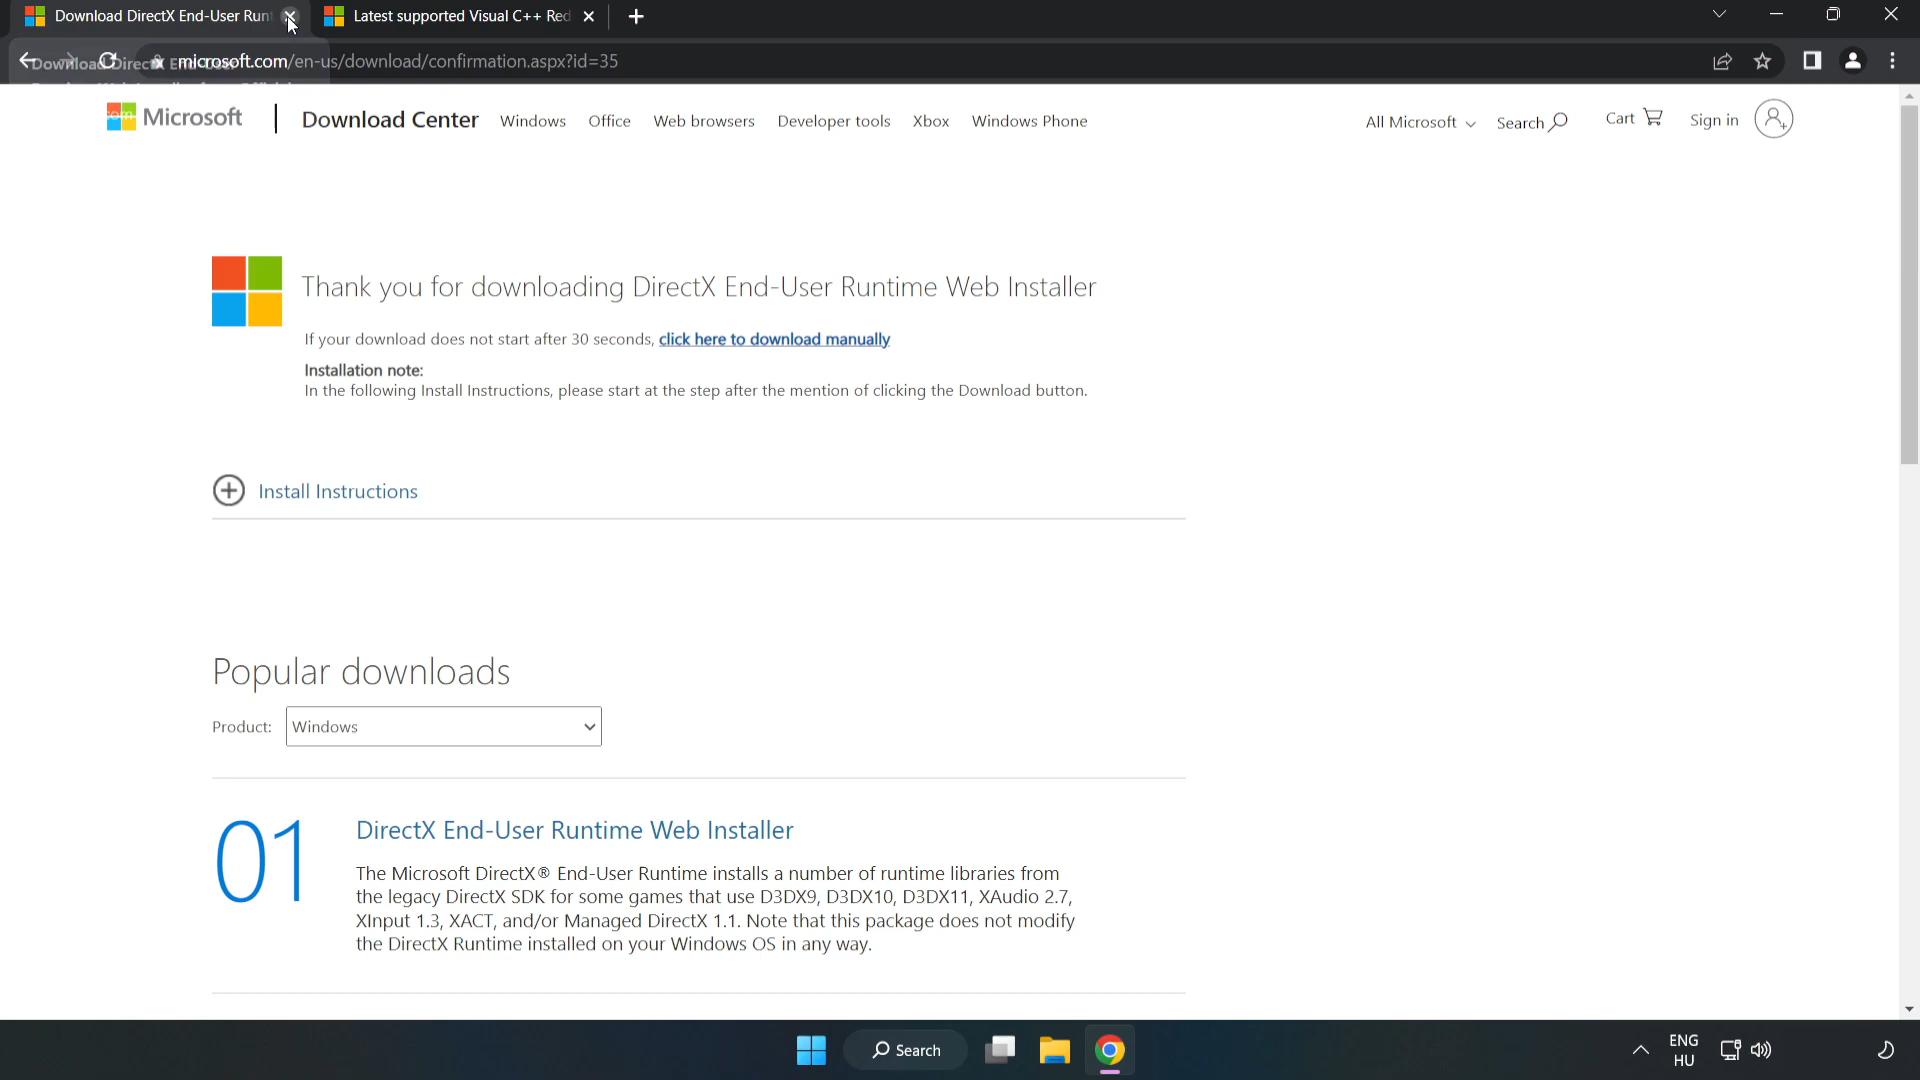 Download DirectX End-User Runt
Latest supported Visual C++ Red
microsoft.com/en-us/download/confirmation.aspx?id=35
Download DirectX End-User
Microsoft
Download Center
Windows
Office
Web browsers
Developer tools
Xbox
Windows Phone
All Microsoft
Search
Cart
Sign in
Thank you for downloading DirectX End-User Runtime Web Installer
If your download does not start after 30 seconds, click here to download manually
Installation note:
In the following Install Instructions, please start at the step after the mention of clicking the Download button.
Install Instructions
Popular downloads
Product:
Windows
01
DirectX End-User Runtime Web Installer
The Microsoft DirectX® End-User Runtime installs a number of runtime libraries from
the legacy DirectX SDK for some games that use D3DX9, D3DX10, D3DX11, XAudio 2.7,
XInput 1.3, XACT, and/or Managed DirectX 1.1. Note that this package does not modify
the DirectX Runtime installed on your Windows OS in any way.
Search
ENG
HU